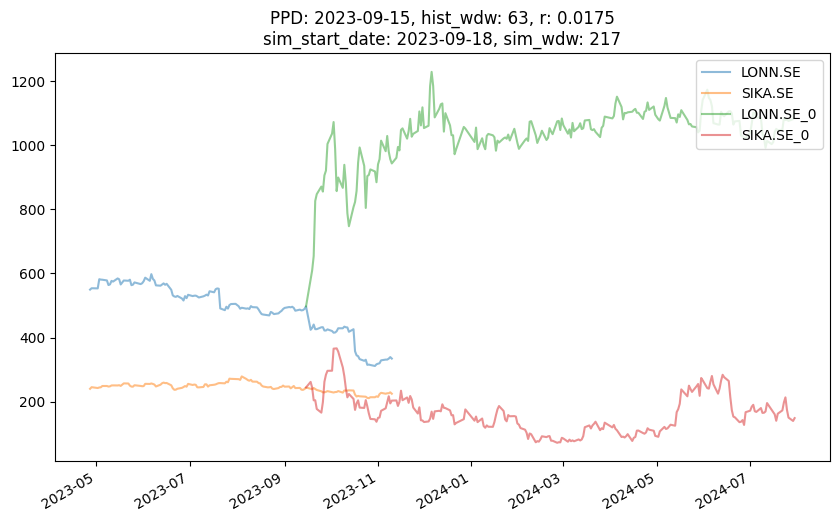 PPD: 2023-09-15, hist_wdw: 63, r: 0.0175
sim_start_date: 2023-09-18, sim_wdw: 217
LONN.SE
SIKA.SE
LONN.SE_0
SIKA.SE_0
1200
1000
800
600
400
200
2023-05
2023-07
2023-09
2023-11
2024-01
2024-03
2024-05
2024-07